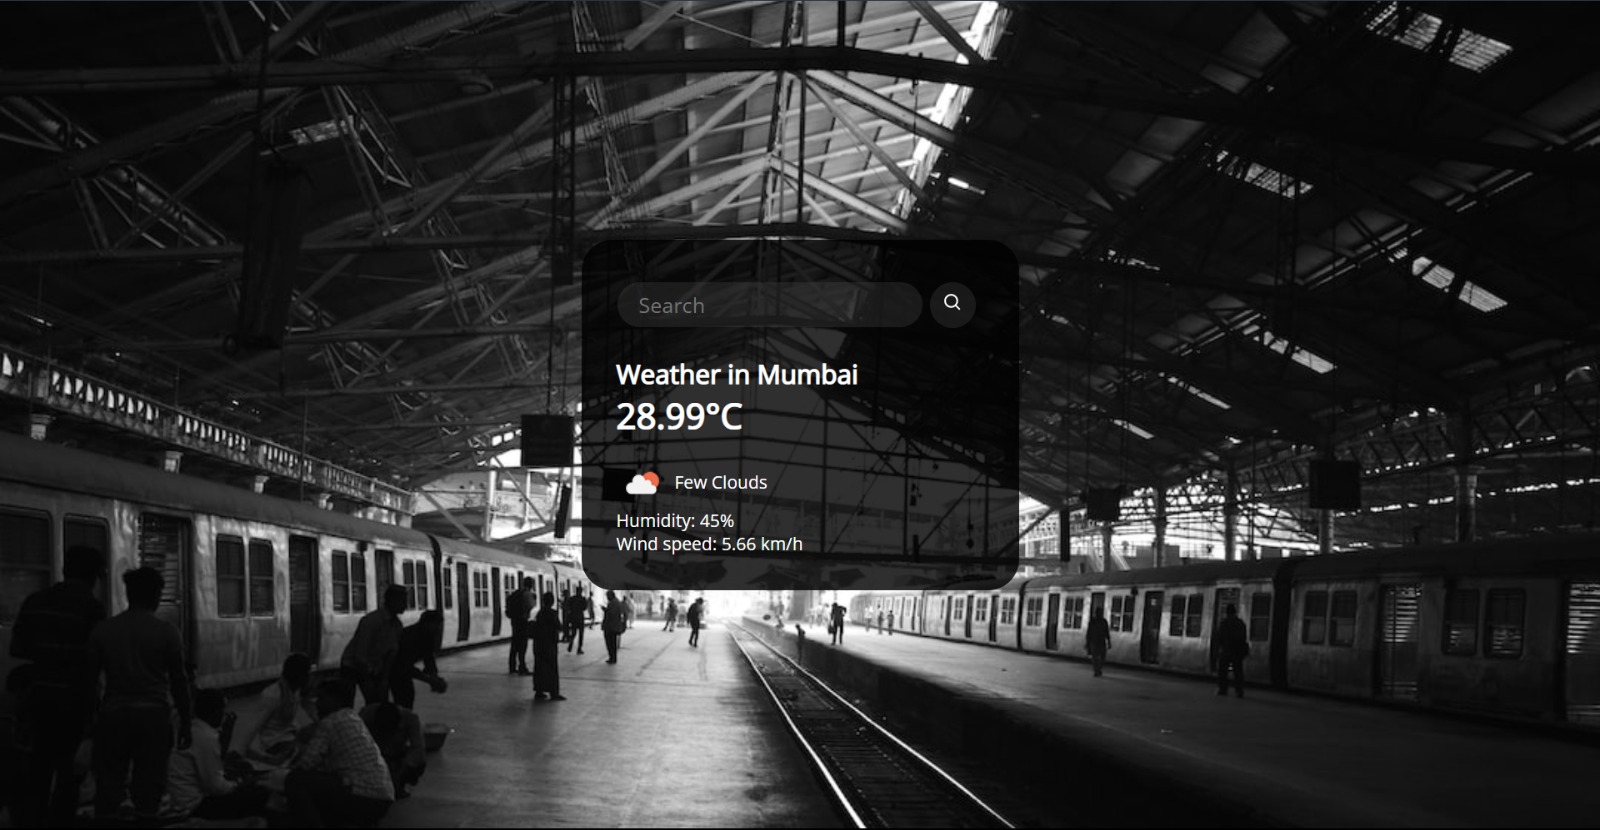 Search
Weather in Mumbai
28.99°C
Few Clouds
Humidity: 45%
Wind speed: 5.66 km/h